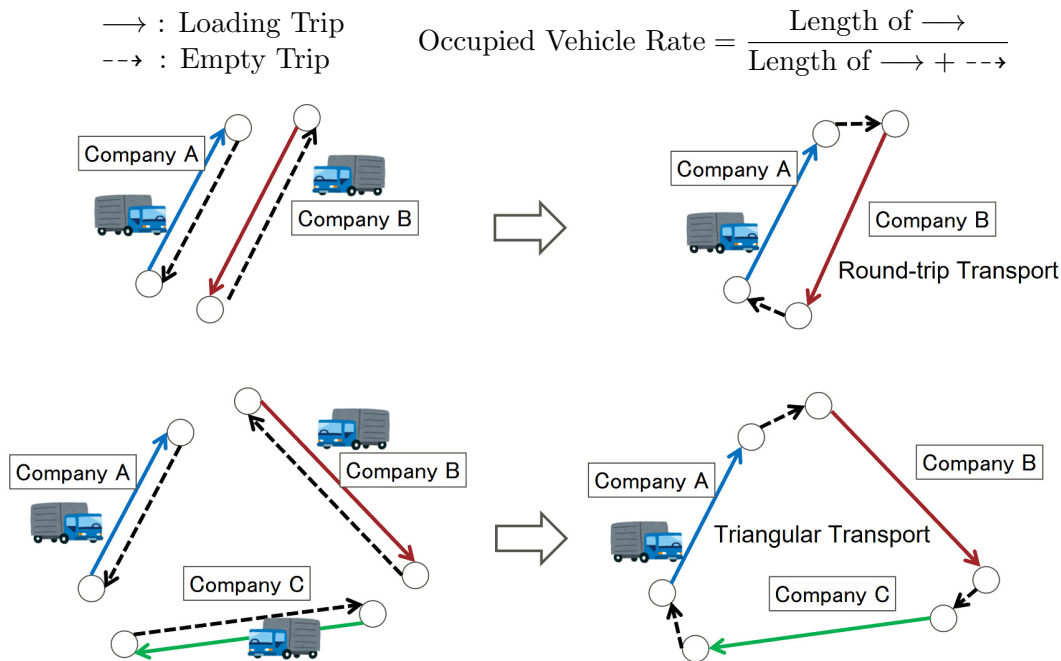 ⟶ : Loading Trip
⇢ : Empty Trip
Occupied Vehicle Rate = Length of ⟶ / Length of ⟶ + ⇢
Company A
Company B
Company A
Company B
Round-trip Transport
Company A
Company B
Company C
Company A
Company B
Triangular Transport
Company C